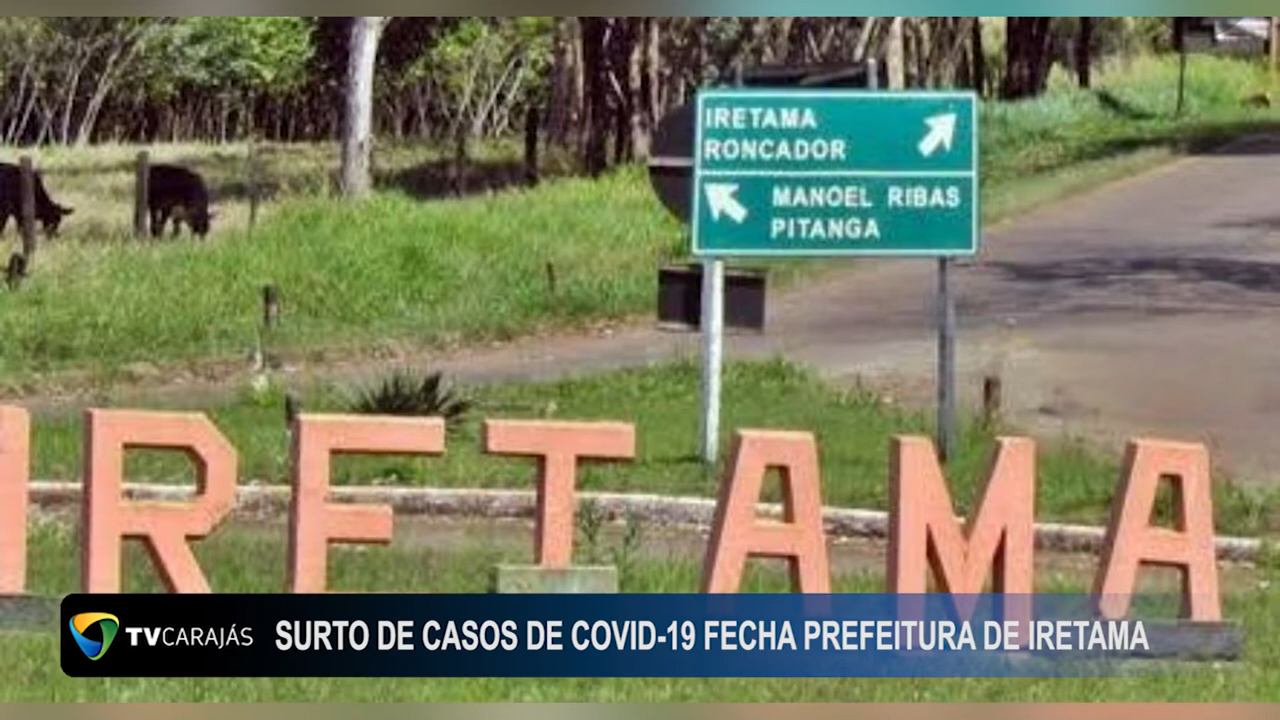 IRETAMA
RONCADOR
MANOEL RIBAS
PITANGA
IRETAMA
TVCARAJÁS
SURTO DE CASOS DE COVID-19 FECHA PREFEITURA DE IRETAMA